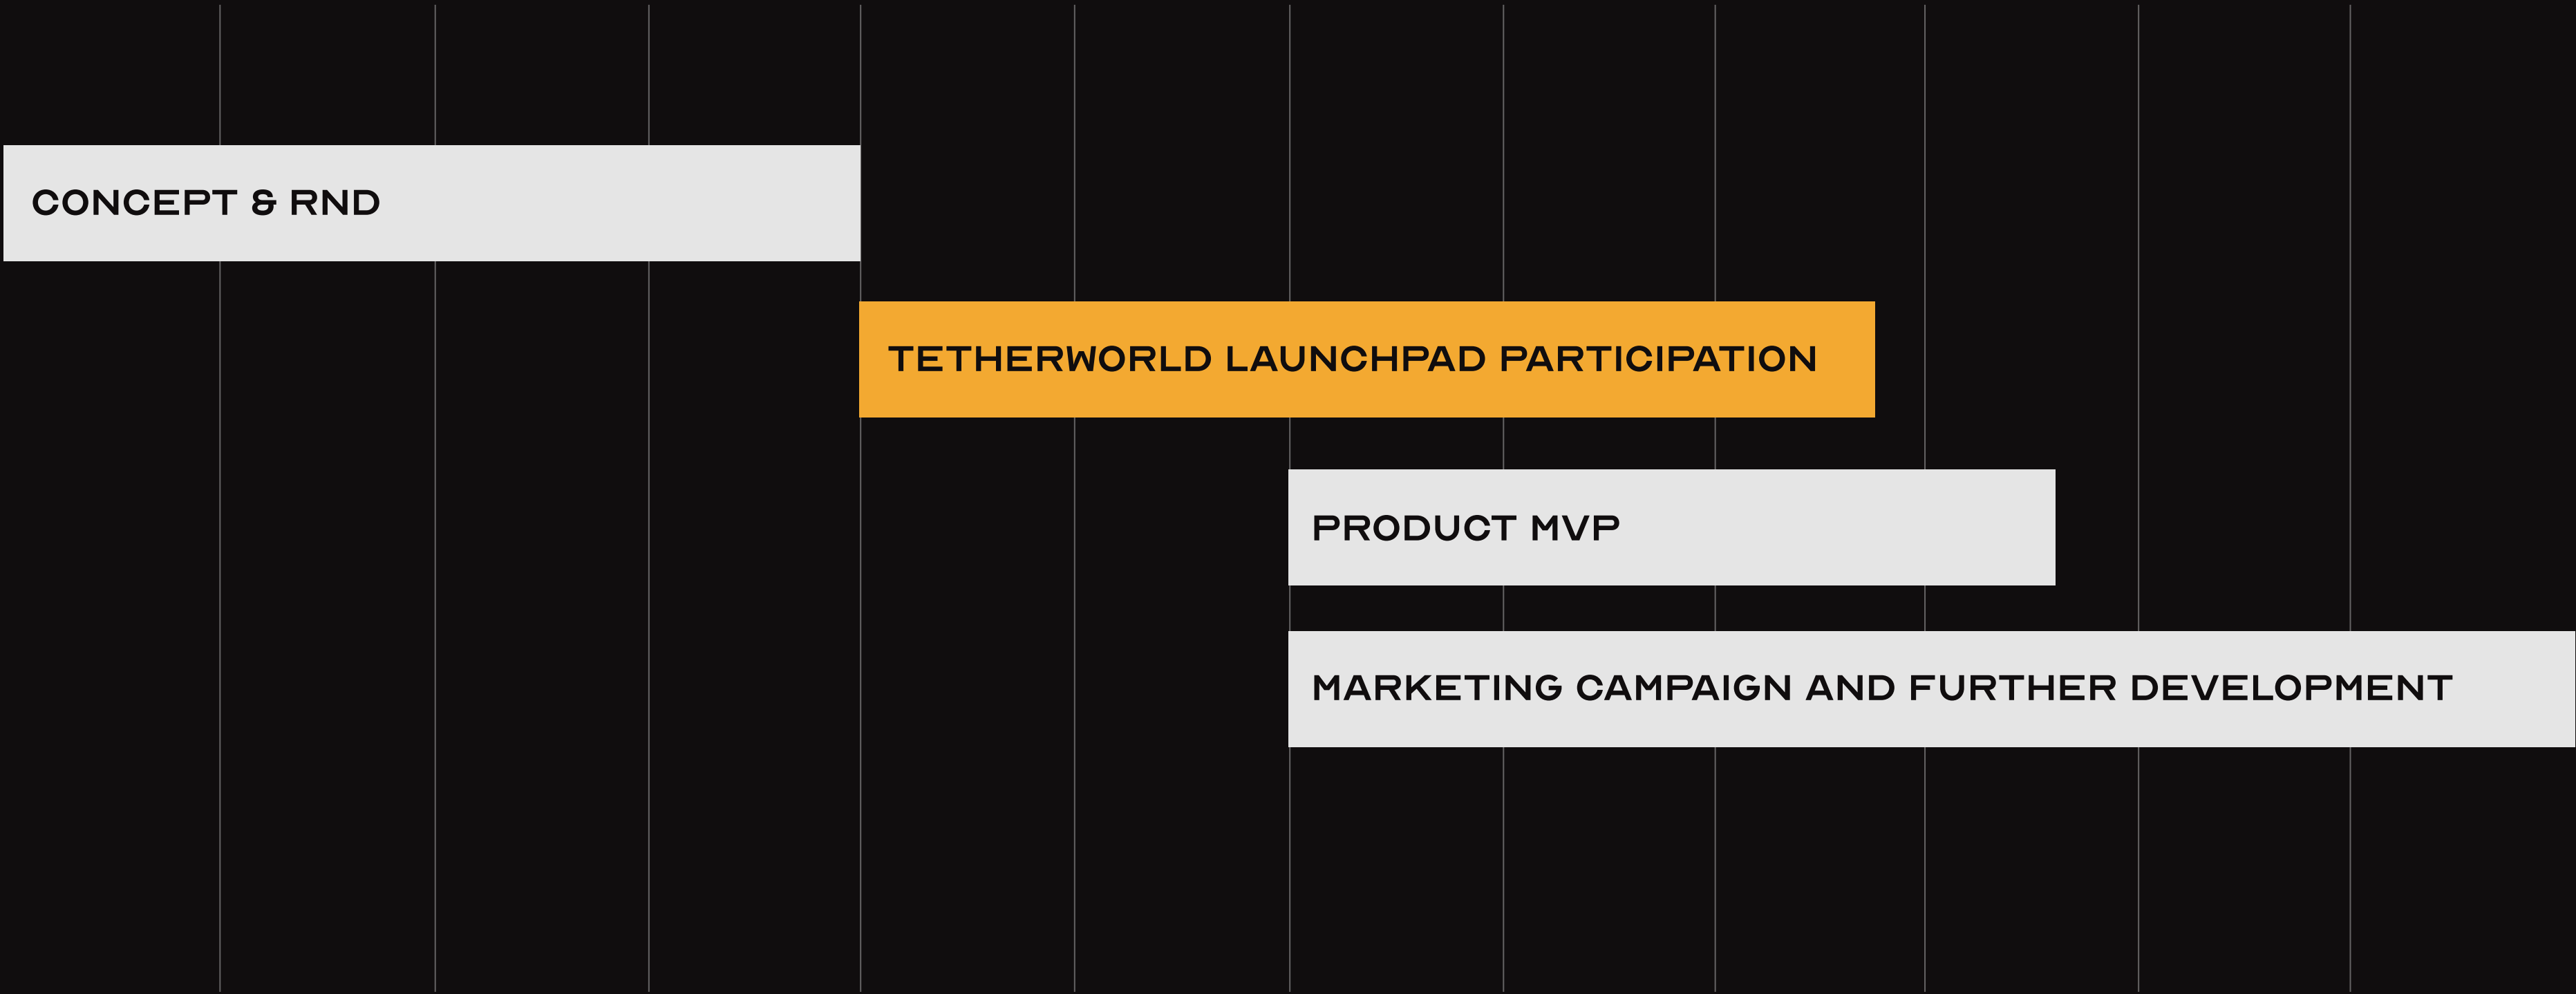 CONCEPT & RND
TETHERWORLD LAUNCHPAD PARTICIPATION
PRODUCT MVP
MARKETING CAMPAIGN AND FURTHER DEVELOPMENT